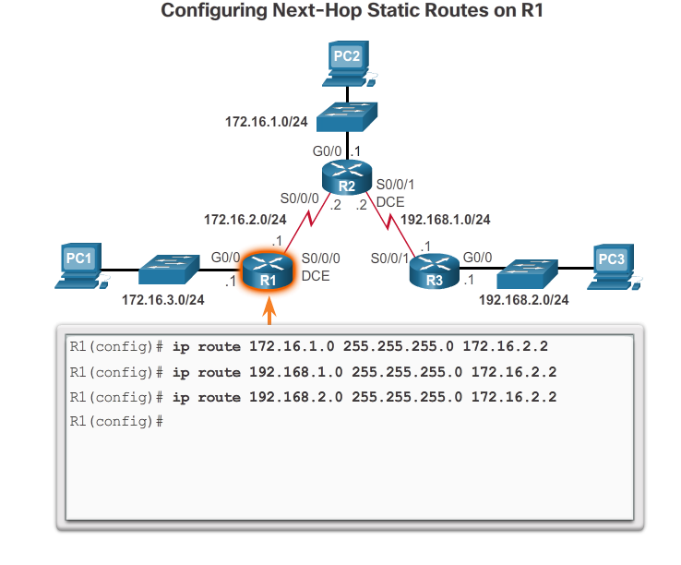 Configuring Next-Hop Static Routes on R1
PC2
172.16.1.0/24
G0/0 .1
R2
S0/0/1
S0/0/0 .2 .2 DCE
172.16.2.0/24
192.168.1.0/24
.1
.1
PC1
G0/0
S0/0/0
S0/0/1
G0/0
PC3
.1
R1
DCE
R3
.1
172.16.3.0/24
192.168.2.0/24
R1(config)# ip route 172.16.1.0 255.255.255.0 172.16.2.2
R1(config)# ip route 192.168.1.0 255.255.255.0 172.16.2.2
R1(config)# ip route 192.168.2.0 255.255.255.0 172.16.2.2
R1(config)#